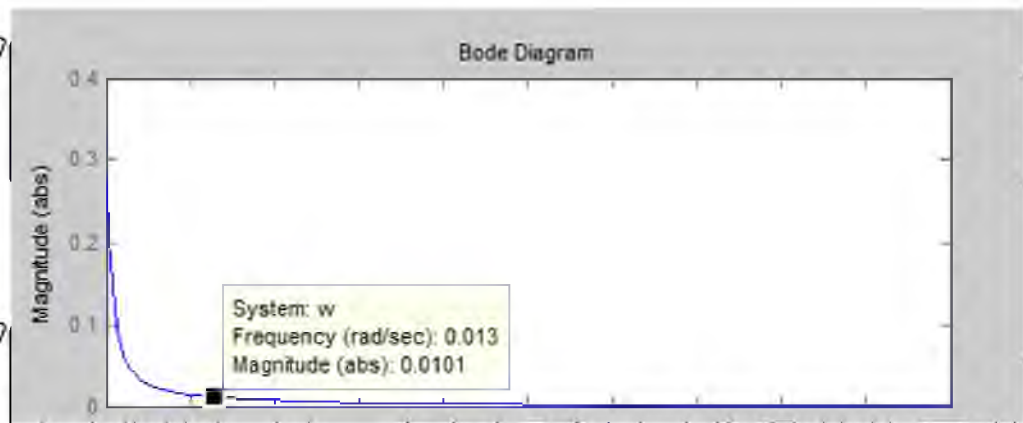 Bode Diagram
Magnitude (abs)
0.4
0.3
0.2
0.1
0
System: w
Frequency (rad/sec): 0.013
Magnitude (abs): 0.0101